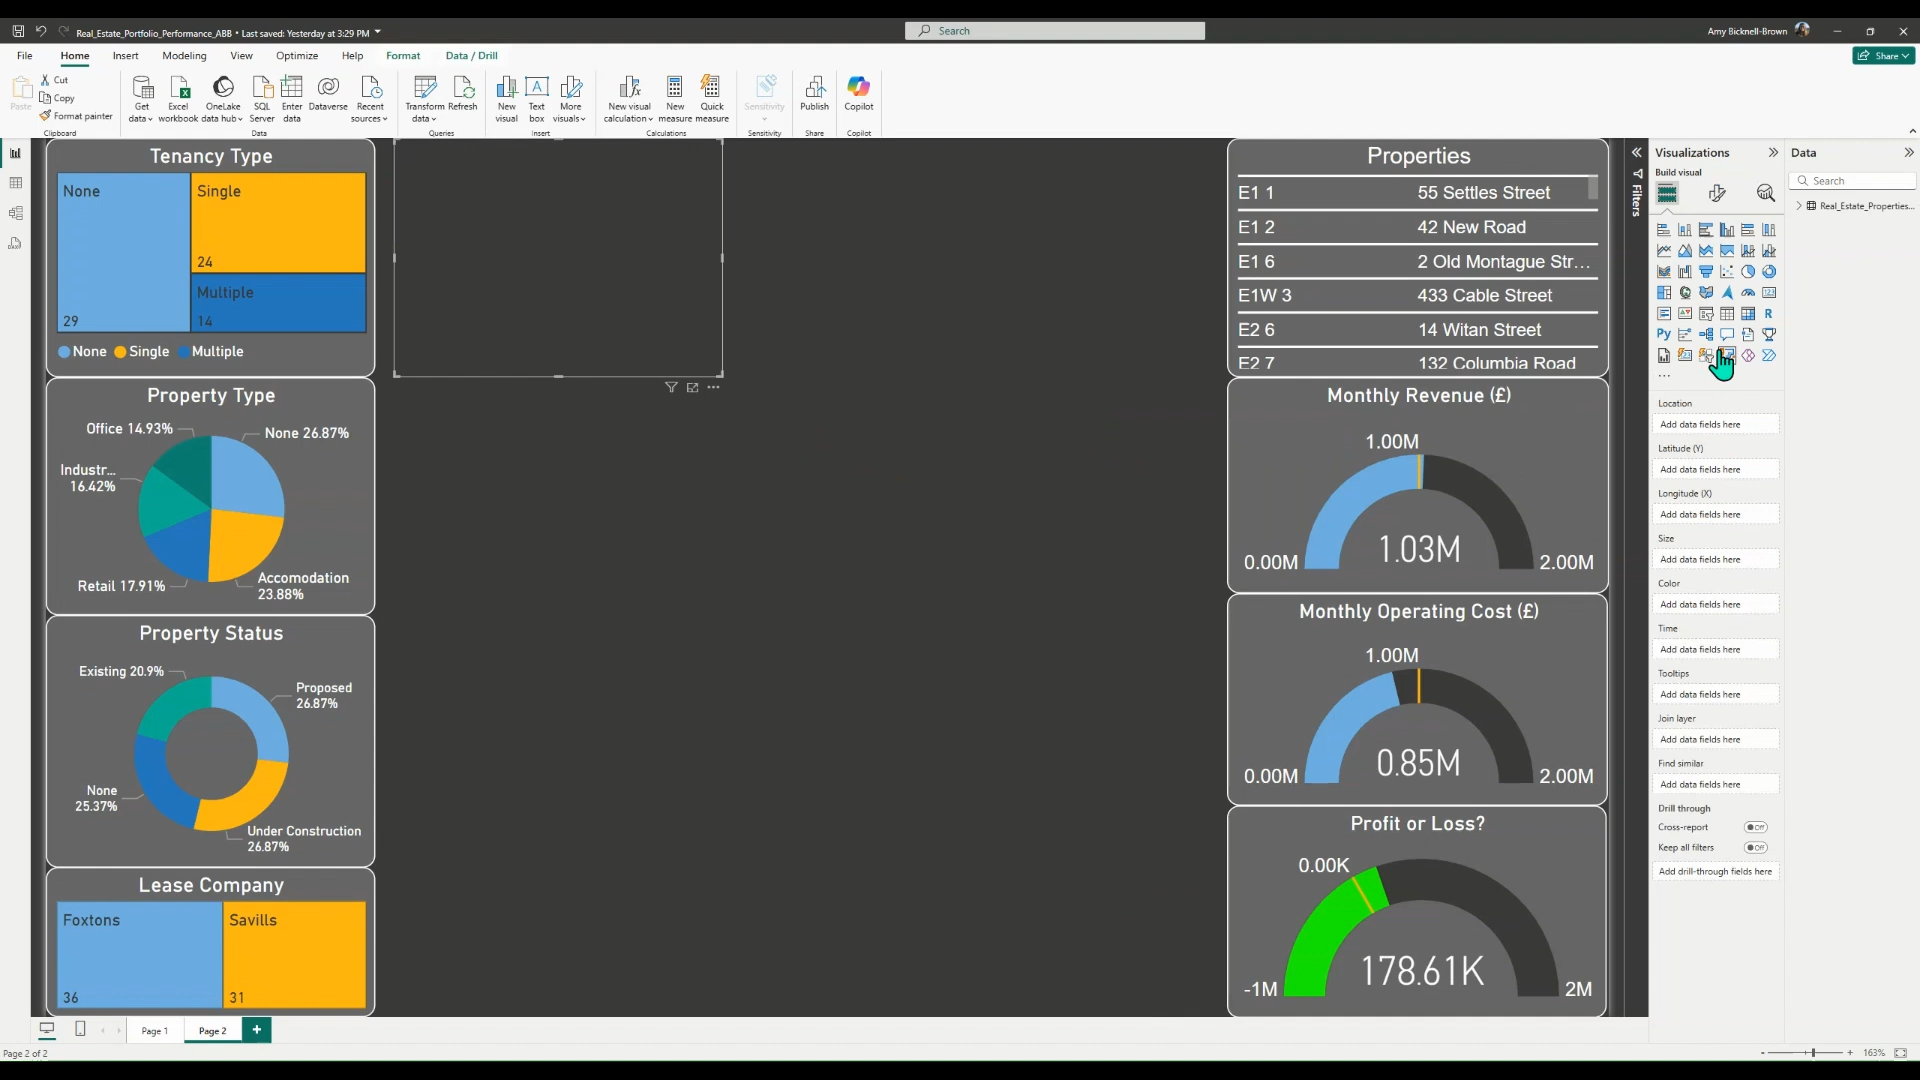 Real_Estate_Portfolio_Performance_ABB • Last saved: Yesterday at 3:29 PM
Search
Amy Bicknell-Brown
File
Home
Insert
Modeling
View
Optimize
Help
Format
Data / Drill
Share
Paste
Cut
Copy
Format painter
Clipboard
Get data
Excel workbook
OneLake data hub
SQL Server
Enter data
Dataverse
Recent sources
Data
Transform data
Refresh
Queries
New visual
Text box
More visuals
Insert
New visual calculation
New measure
Quick measure
Calculations
Sensitivity
Sensitivity
Publish
Share
Copilot
Copilot
Tenancy Type
None
Single
24
Multiple
29
14
None
Single
Multiple
Property Type
Office 14.93%
None 26.87%
Industr...
16.42%
Retail 17.91%
Accomodation
23.88%
Property Status
Existing 20.9%
Proposed
26.87%
None
25.37%
Under Construction
26.87%
Lease Company
Foxtons
Savills
36
31
Properties
E1 1 55 Settles Street
E1 2 42 New Road
E1 6 2 Old Montague Str...
E1W 3 433 Cable Street
E2 6 14 Witan Street
E2 7 132 Columbia Road
Monthly Revenue (£)
1.00M
1.03M
0.00M
2.00M
Monthly Operating Cost (£)
1.00M
0.85M
0.00M
2.00M
Profit or Loss?
0.00K
178.61K
-1M
2M
Filters
Visualizations
Build visual
R
Py
Location
Add data fields here
Latitude (Y)
Add data fields here
Longitude (X)
Add data fields here
Size
Add data fields here
Color
Add data fields here
Time
Add data fields here
Tooltips
Add data fields here
Join layer
Add data fields here
Find similar
Add data fields here
Drill through
Cross-report
Off
Keep all filters
Off
Add drill-through fields here
Data
Search
Real_Estate_Properties...
Page 1
Page 2
Page 2 of 2
163%